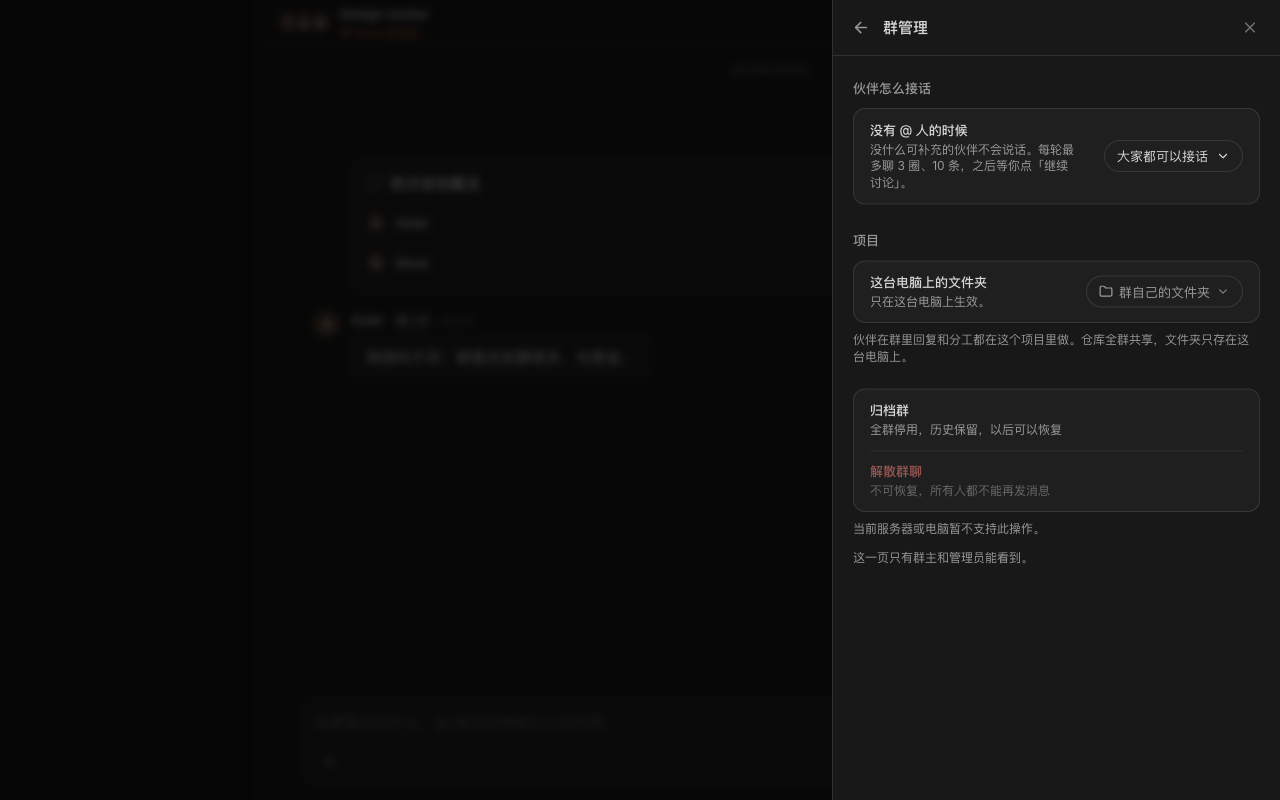 群管理
伙伴怎么接话
没有 @ 人的时候
没什么可补充的伙伴不会说话。每轮最
多聊 3 圈、10 条，之后等你点「继续
讨论」。
大家都可以接话
项目
这台电脑上的文件夹
只在这台电脑上生效。
群自己的文件夹
伙伴在群里回复和分工都在这个项目里做。仓库全群共享，文件夹只存在这
台电脑上。
归档群
全群停用，历史保留，以后可以恢复
解散群聊
不可恢复，所有人都不能再发消息
当前服务器或电脑暂不支持此操作。
这一页只有群主和管理员能看到。